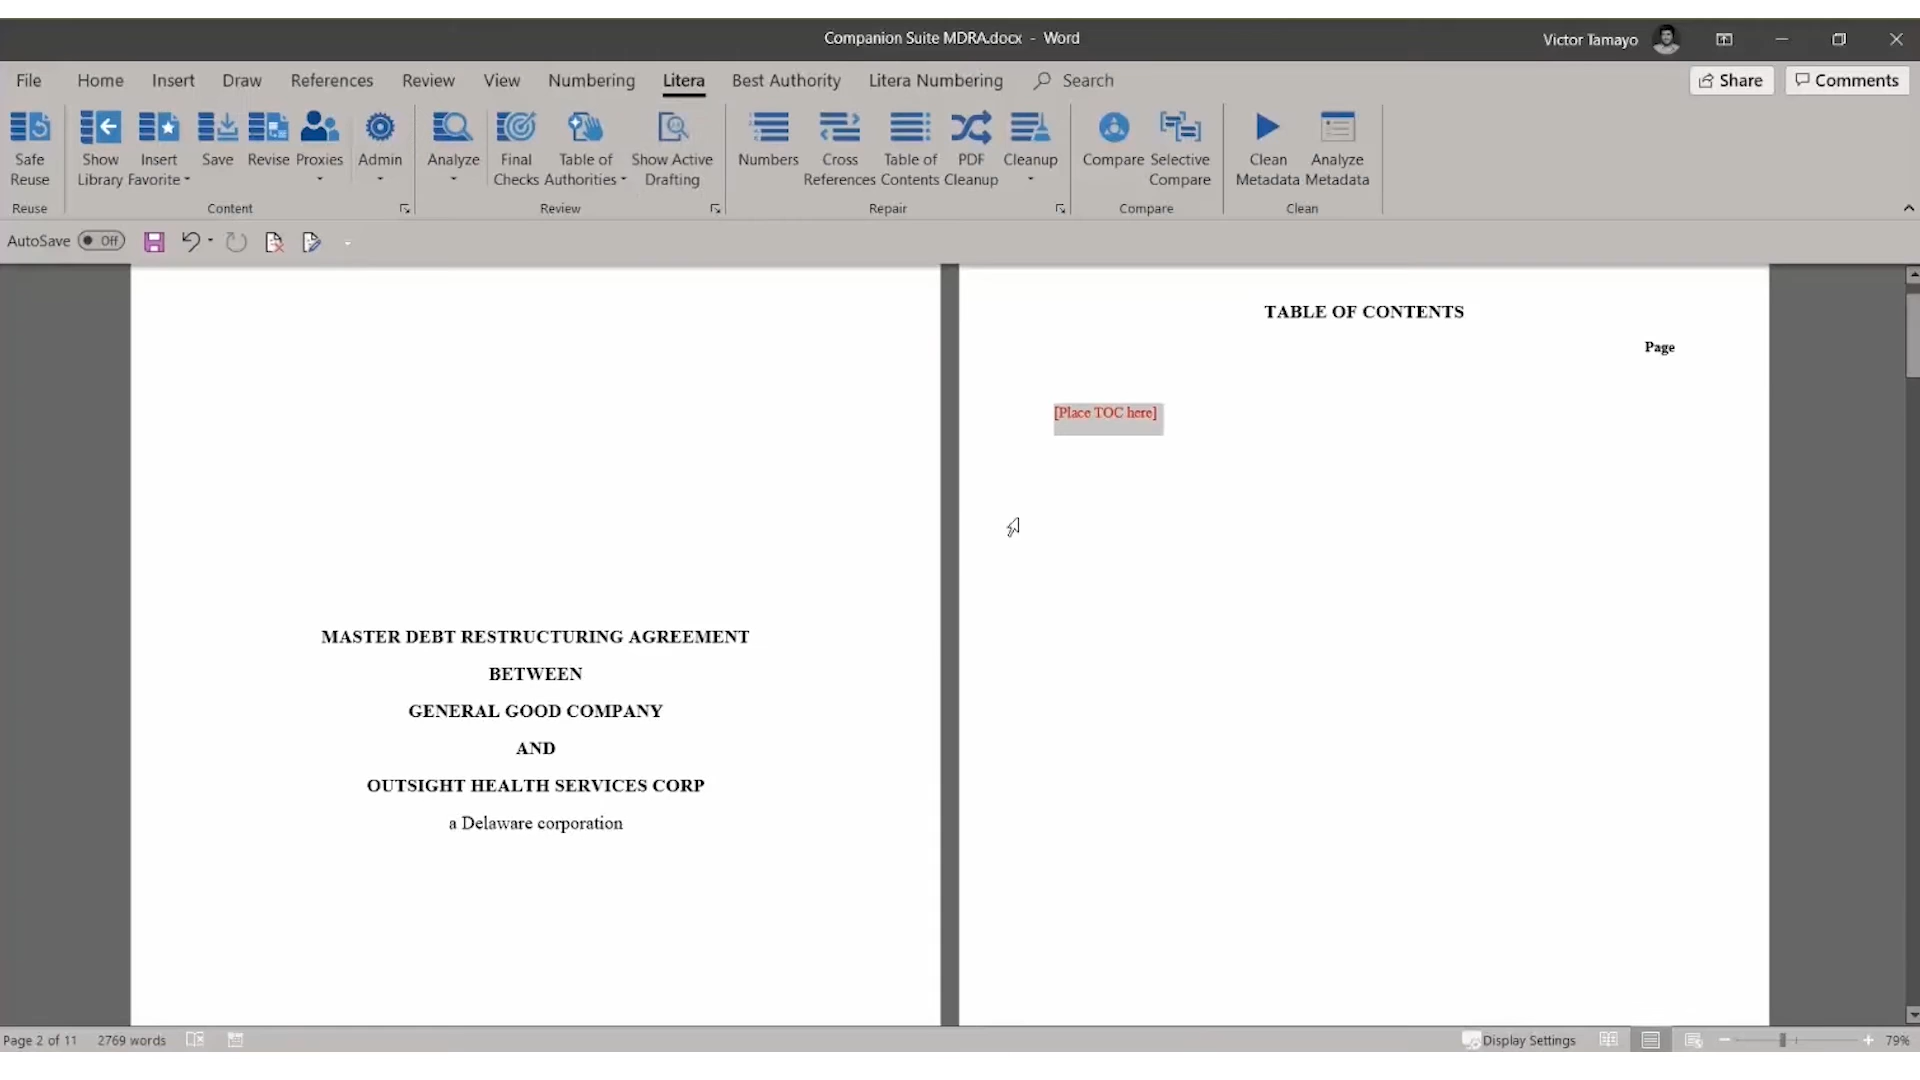 Companion Suite MDRA.docx - Word
Victor Tamayo
File Home Insert Draw References Review View Numbering Litera Best Authority Litera Numbering Search
Share Comments
Safe Reuse
Show Library
Insert Favorite
Save
Revise
Proxies
Admin
Analyze
Final Checks
Table of Authorities
Show Active Drafting
Numbers
Cross References
Table of Contents
PDF Cleanup
Cleanup
Compare
Selective Compare
Clean Metadata
Analyze Metadata
Reuse Content Review Repair Compare Clean
AutoSave Off
MASTER DEBT RESTRUCTURING AGREEMENT
BETWEEN
GENERAL GOOD COMPANY
AND
OUTSIGHT HEALTH SERVICES CORP
a Delaware corporation
TABLE OF CONTENTS
Page
[Place TOC here]
Page 2 of 11 2769 words
Display Settings
79%